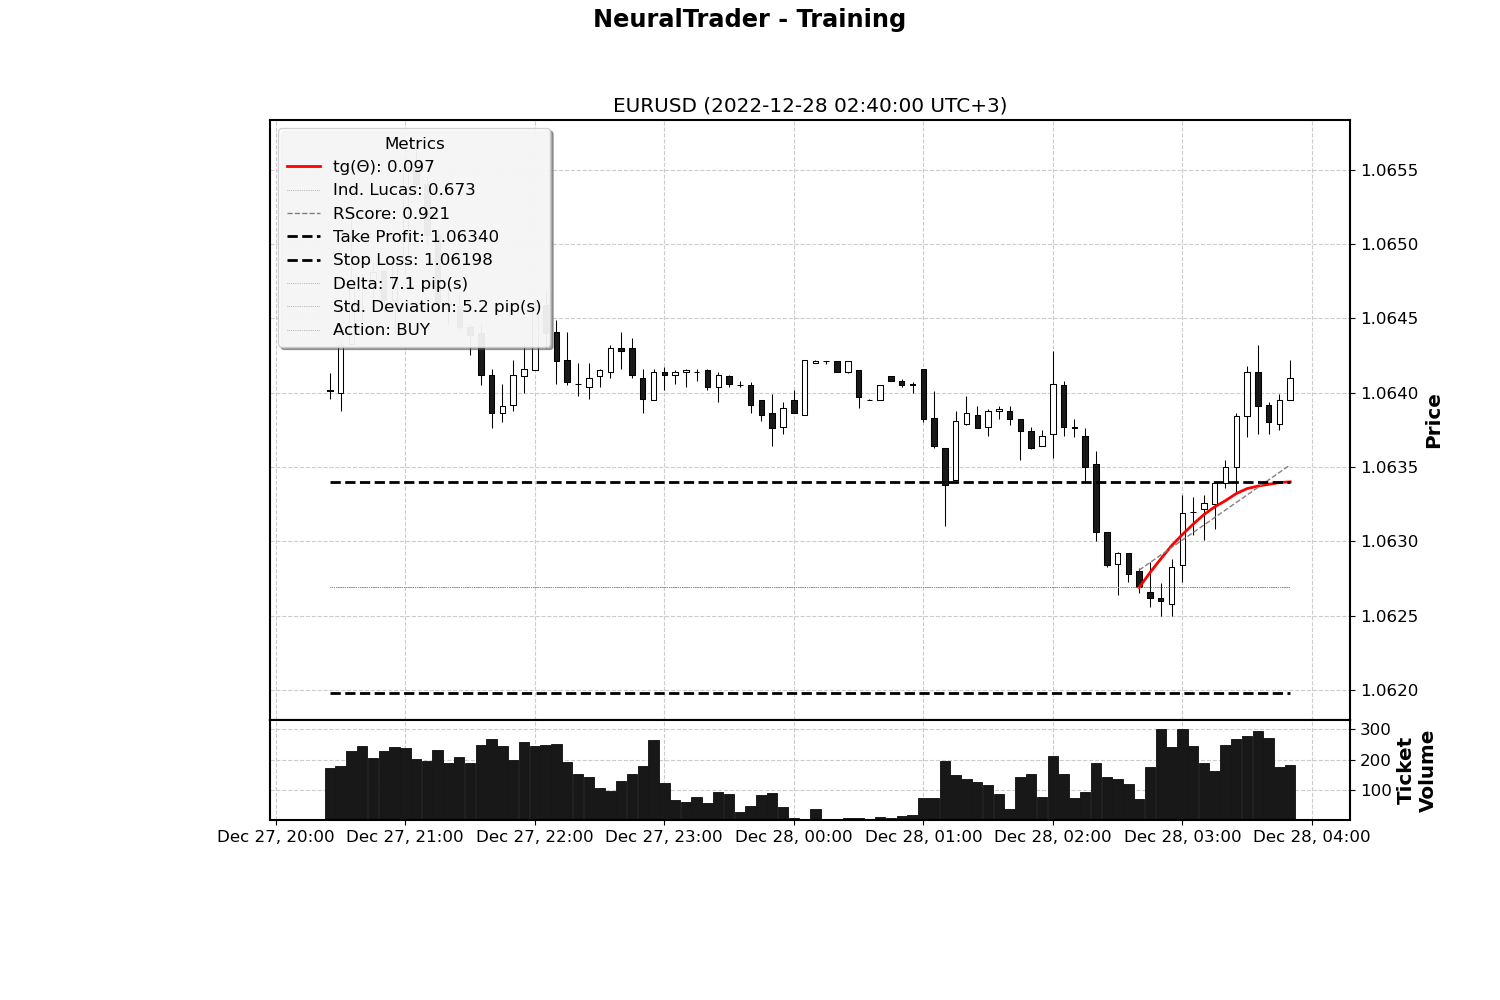 NeuralTrader - Training
EURUSD (2022-12-28 02:40:00 UTC+3)
Metrics
tg(Θ): 0.097
Ind. Lucas: 0.673
RScore: 0.921
Take Profit: 1.06340
Stop Loss: 1.06198
Delta: 7.1 pip(s)
Std. Deviation: 5.2 pip(s)
Action: BUY
1.0655
1.0650
1.0645
1.0640
1.0635
1.0630
1.0625
1.0620
Price
300
200
100
Ticket
Volume
Dec 27, 20:00 Dec 27, 21:00 Dec 27, 22:00 Dec 27, 23:00 Dec 28, 00:00 Dec 28, 01:00 Dec 28, 02:00 Dec 28, 03:00 Dec 28, 04:00